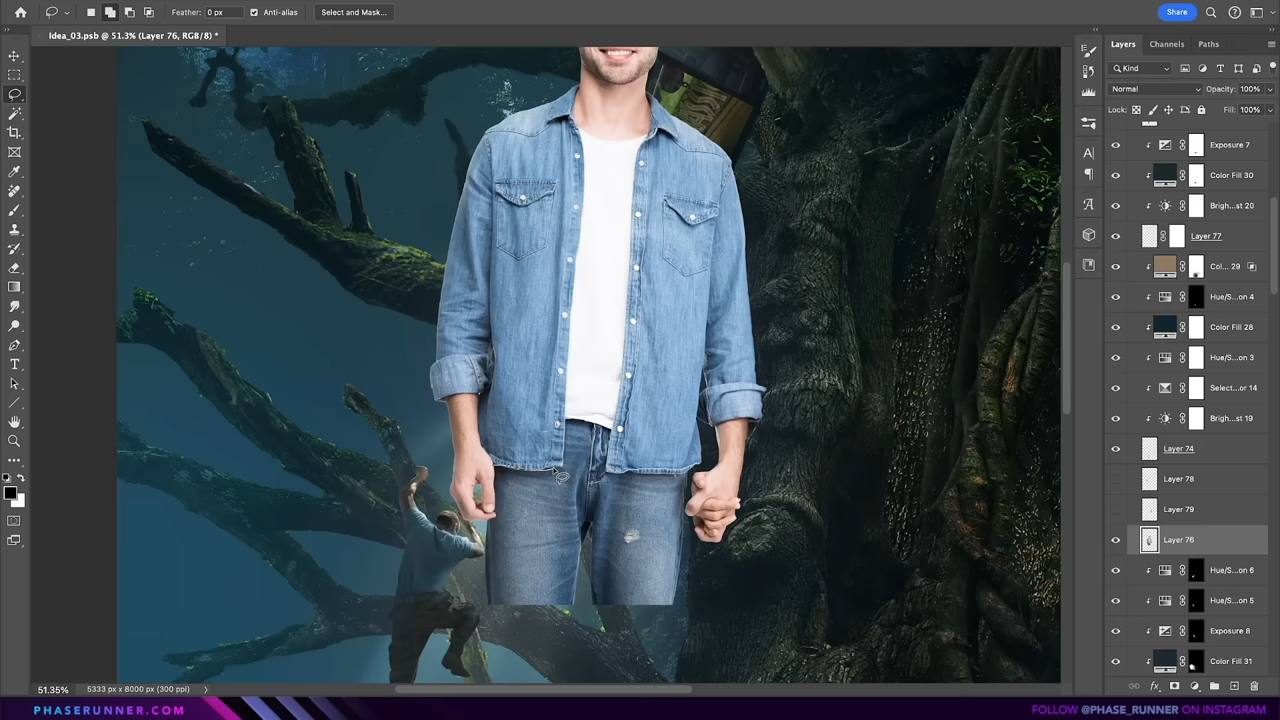 Feather: 0 px Anti-alias Select and Mask... Share
Idea_03.psb @ 51.3% (Layer 76, RGB/8) *
Layers Channels Paths
Kind
Normal Opacity: 100%
Lock: Fill: 100%
Exposure 7
Color Fill 30
Brigh...st 20
Layer 77
Col... 29
Hue/S...on 4
Color Fill 28
Hue/S...on 3
Select...or 14
Brigh...st 19
Layer 74
Layer 78
Layer 79
Layer 76
Hue/S...on 6
Hue/S...on 5
Exposure 8
Color Fill 31
51.35% 5333 px x 8000 px (300 ppi)
PHASERUNNER.COM
FOLLOW @PHASE_RUNNER ON INSTAGRAM